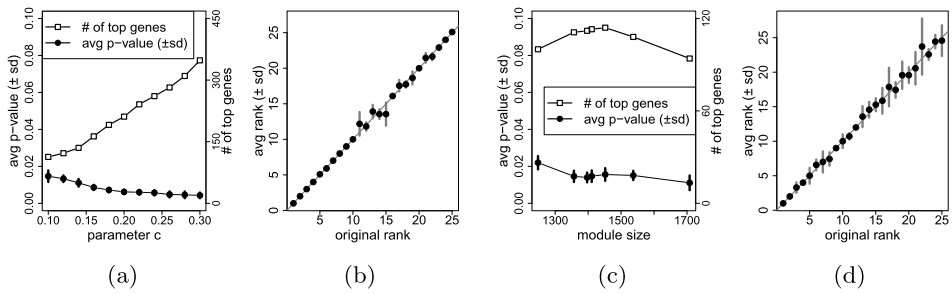 # of top genes
avg p−value (±sd)
avg p−value (± sd)
0.00 0.02 0.04 0.06 0.08 0.10
0.10 0.15 0.20 0.25 0.30
parameter c
0 150 300 450
# of top genes
(a)
avg rank (± sd)
0 5 10 15 20 25
5 10 15 20 25
original rank
(b)
# of top genes
avg p−value (±sd)
avg p−value (± sd)
0.00 0.02 0.04 0.06 0.08 0.10
1300 1400 1500 1600 1700
module size
0 60 120
# of top genes
(c)
avg rank (± sd)
0 5 10 15 20 25
5 10 15 20 25
original rank
(d)